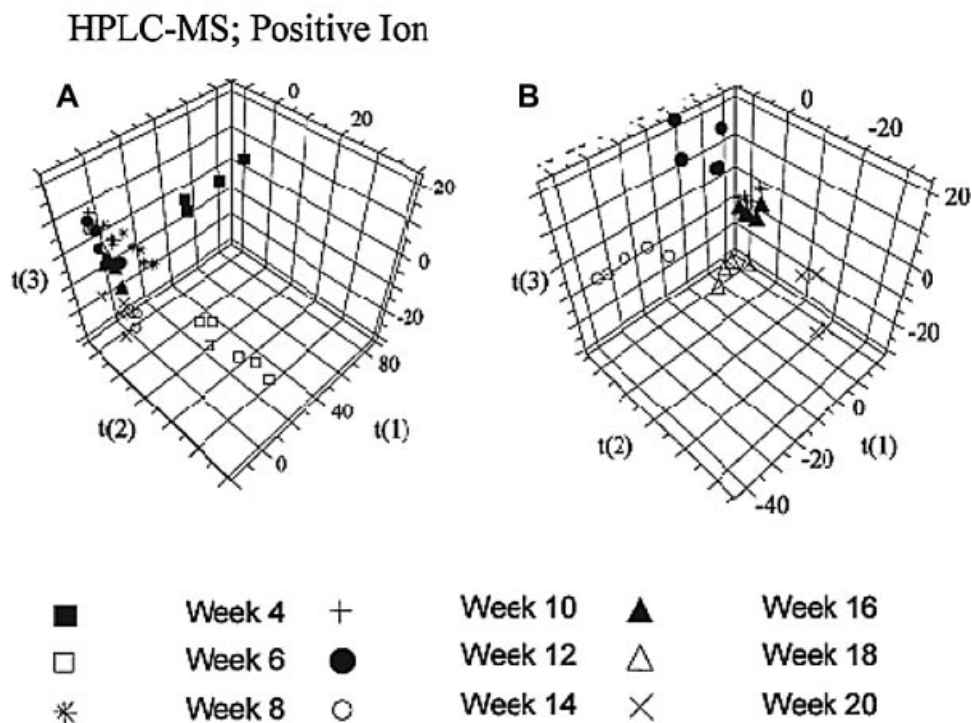 HPLC-MS; Positive Ion
A
B
0
20
20
0
-20
80
40
0
t(3)
t(2)
t(1)
0
-20
20
0
-20
0
-20
-40
t(3)
t(2)
t(1)
Week 4 Week 10 Week 16
Week 6 Week 12 Week 18
Week 8 Week 14 Week 20